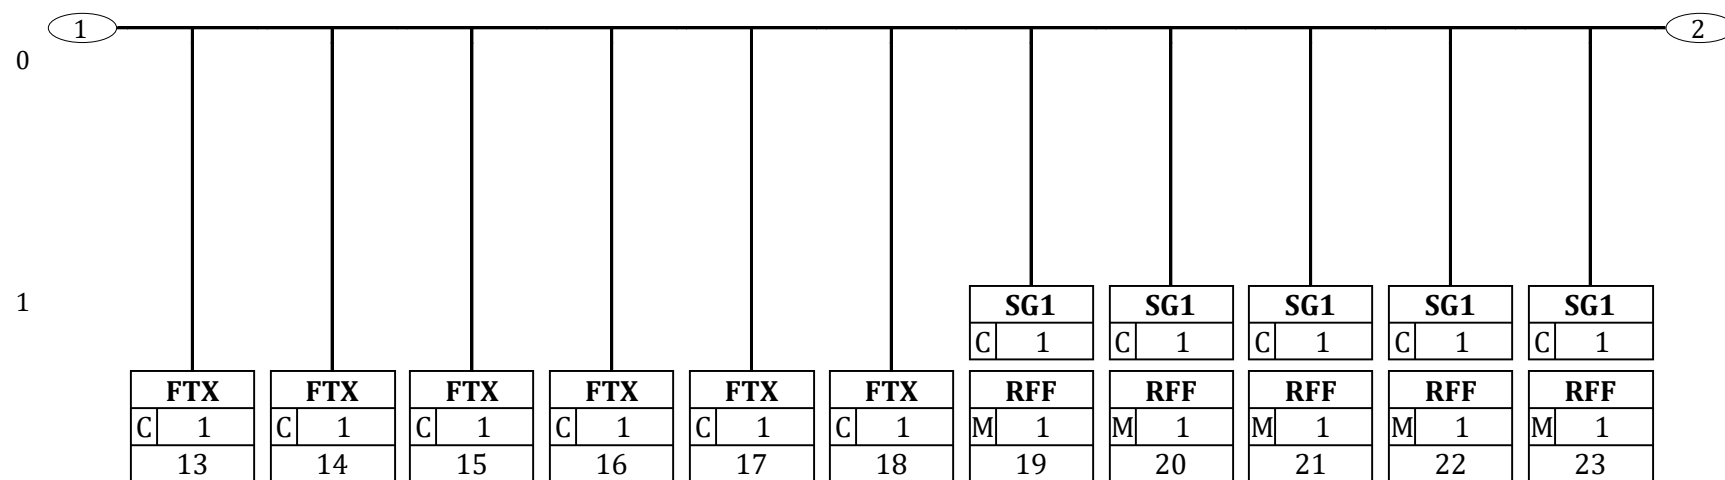 1 2
0
1 SG1 SG1 SG1 SG1 SG1
C 1 C 1 C 1 C 1 C 1
FTX FTX FTX FTX FTX FTX RFF RFF RFF RFF RFF
C 1 C 1 C 1 C 1 C 1 C 1 M 1 M 1 M 1 M 1 M 1
13 14 15 16 17 18 19 20 21 22 23